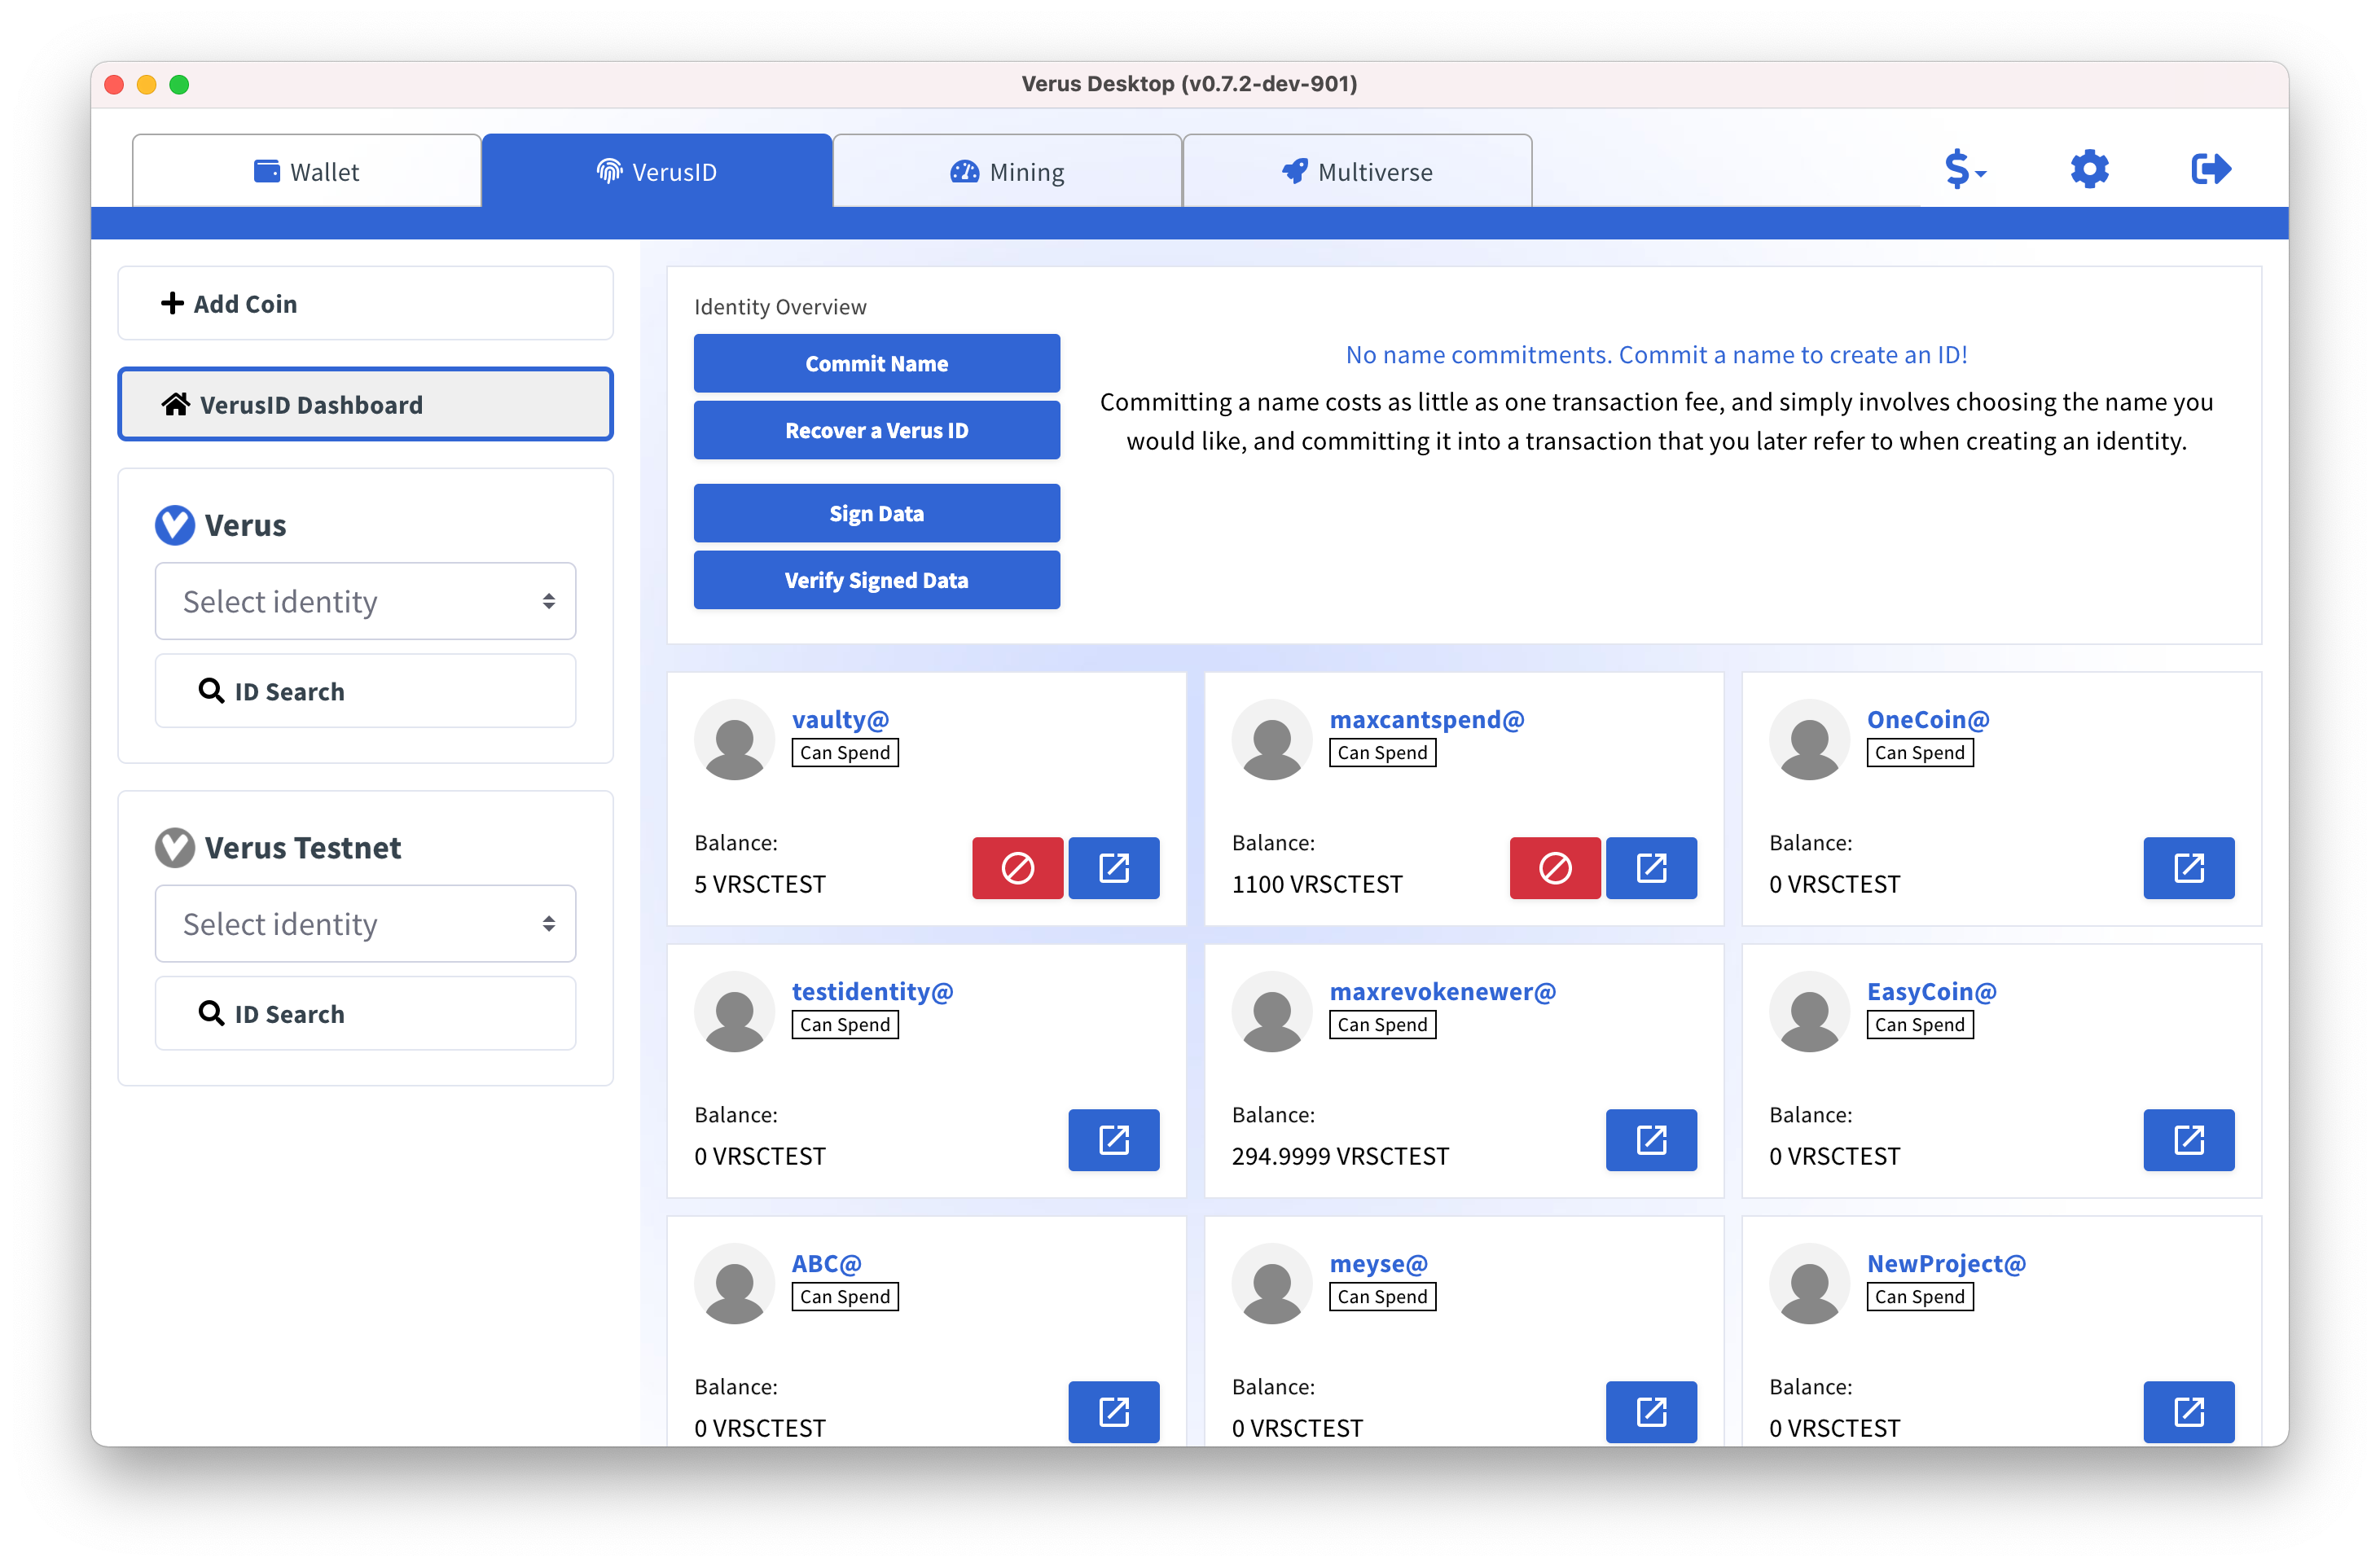 Verus Desktop (v0.7.2-dev-901)
Wallet
VerusID
Mining
Multiverse
Add Coin
VerusID Dashboard
Verus
Select identity
ID Search
Verus Testnet
Select identity
ID Search
Identity Overview
Commit Name
Recover a Verus ID
Sign Data
Verify Signed Data
No name commitments. Commit a name to create an ID!
Committing a name costs as little as one transaction fee, and simply involves choosing the name you
would like, and committing it into a transaction that you later refer to when creating an identity.
vaulty@
Can Spend
Balance:
5 VRSCTEST
maxcantspend@
Can Spend
Balance:
1100 VRSCTEST
OneCoin@
Can Spend
Balance:
0 VRSCTEST
testidentity@
Can Spend
Balance:
0 VRSCTEST
maxrevokenewer@
Can Spend
Balance:
294.9999 VRSCTEST
EasyCoin@
Can Spend
Balance:
0 VRSCTEST
ABC@
Can Spend
Balance:
0 VRSCTEST
meyse@
Can Spend
Balance:
0 VRSCTEST
NewProject@
Can Spend
Balance:
0 VRSCTEST